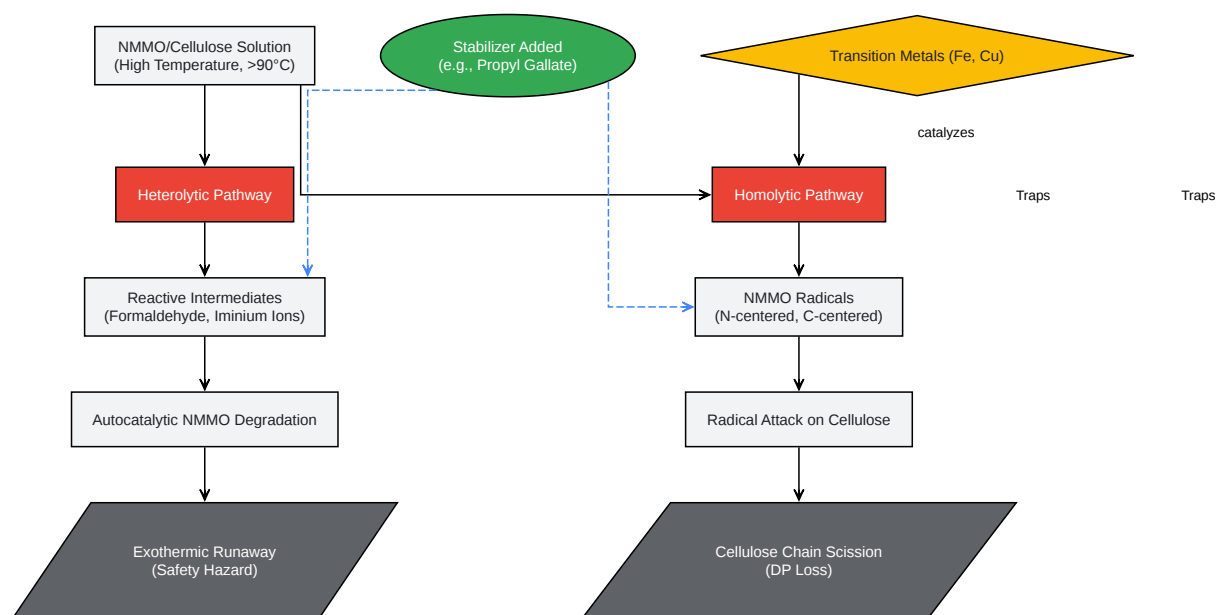 NMMO/Cellulose Solution
(High Temperature, >90°C)
Stabilizer Added
(e.g., Propyl Gallate)
Transition Metals (Fe, Cu)
catalyzes
Heterolytic Pathway
Homolytic Pathway
Traps
Traps
Reactive Intermediates
(Formaldehyde, Iminium Ions)
NMMO Radicals
(N-centered, C-centered)
Autocatalytic NMMO Degradation
Radical Attack on Cellulose
Exothermic Runaway
(Safety Hazard)
Cellulose Chain Scission
(DP Loss)